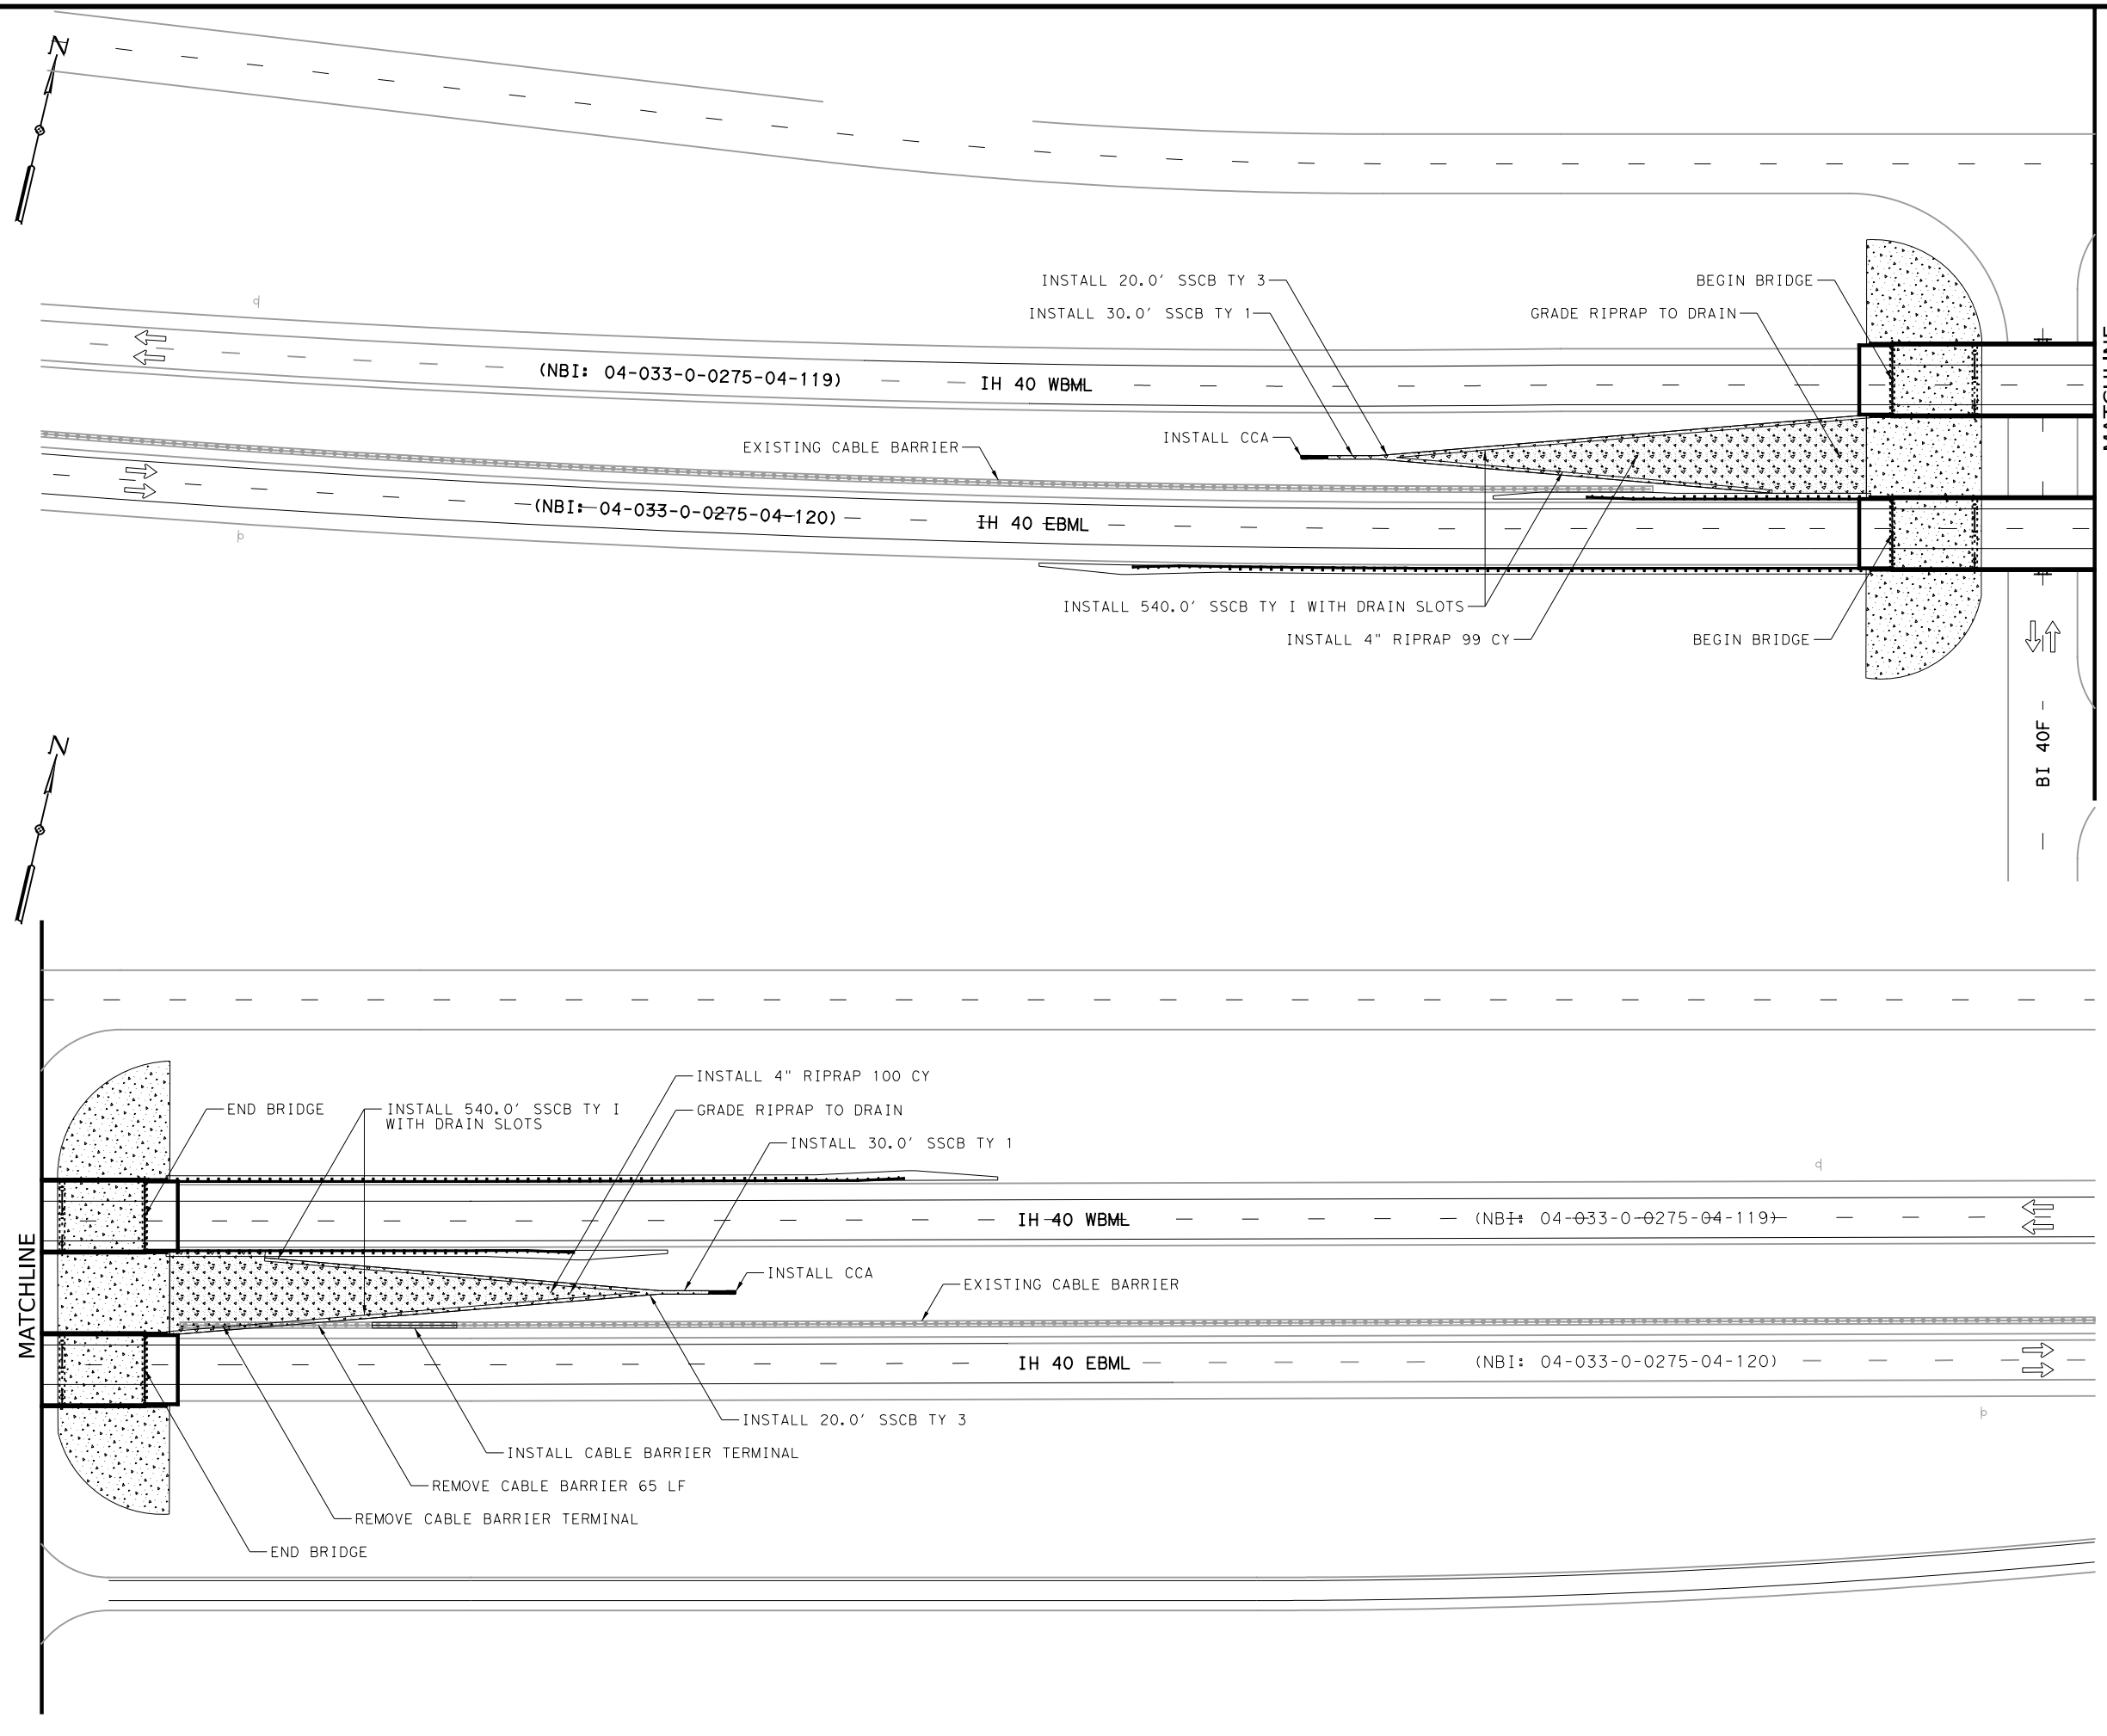 N
INSTALL 20.0' SSCB TY 3
BEGIN BRIDGE
INSTALL 30.0' SSCB TY 1
GRADE RIPRAP TO DRAIN
MATCHLINE
(NBI: 04-033-0-0275-04-119)
IH 40 WBML
INSTALL CCA
EXISTING CABLE BARRIER
(NBI: 04-033-0-0275-04-120)
IH 40 EBML
INSTALL 540.0' SSCB TY I WITH DRAIN SLOTS
INSTALL 4" RIPRAP 99 CY
BEGIN BRIDGE
BI 40F
N
INSTALL 4" RIPRAP 100 CY
END BRIDGE
INSTALL 540.0' SSCB TY I
WITH DRAIN SLOTS
GRADE RIPRAP TO DRAIN
INSTALL 30.0' SSCB TY 1
IH 40 WBML
(NBI: 04-033-0-0275-04-119)
INSTALL CCA
EXISTING CABLE BARRIER
MATCHLINE
IH 40 EBML
(NBI: 04-033-0-0275-04-120)
INSTALL 20.0' SSCB TY 3
INSTALL CABLE BARRIER TERMINAL
REMOVE CABLE BARRIER 65 LF
REMOVE CABLE BARRIER TERMINAL
END BRIDGE